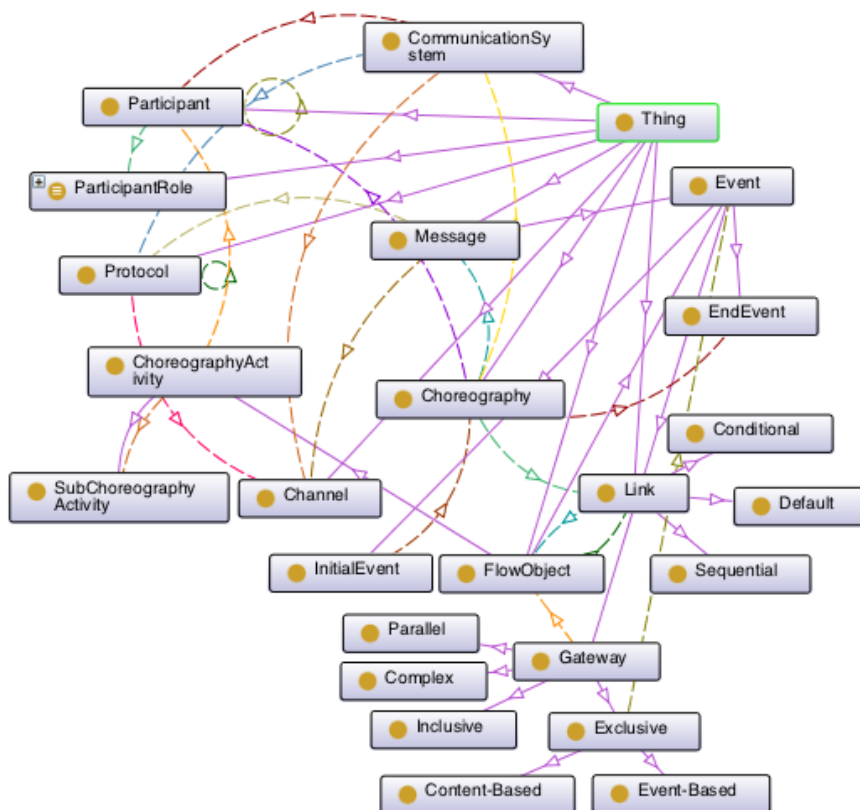 CommunicationSy
stem
Participant
Thing
ParticipantRole
Event
Message
Protocol
EndEvent
ChoreographyAct
ivity
Choreography
Conditional
SubChoreography
Activity
Channel
Link
Default
InitialEvent
FlowObject
Sequential
Parallel
Gateway
Complex
Inclusive
Exclusive
Content-Based
Event-Based